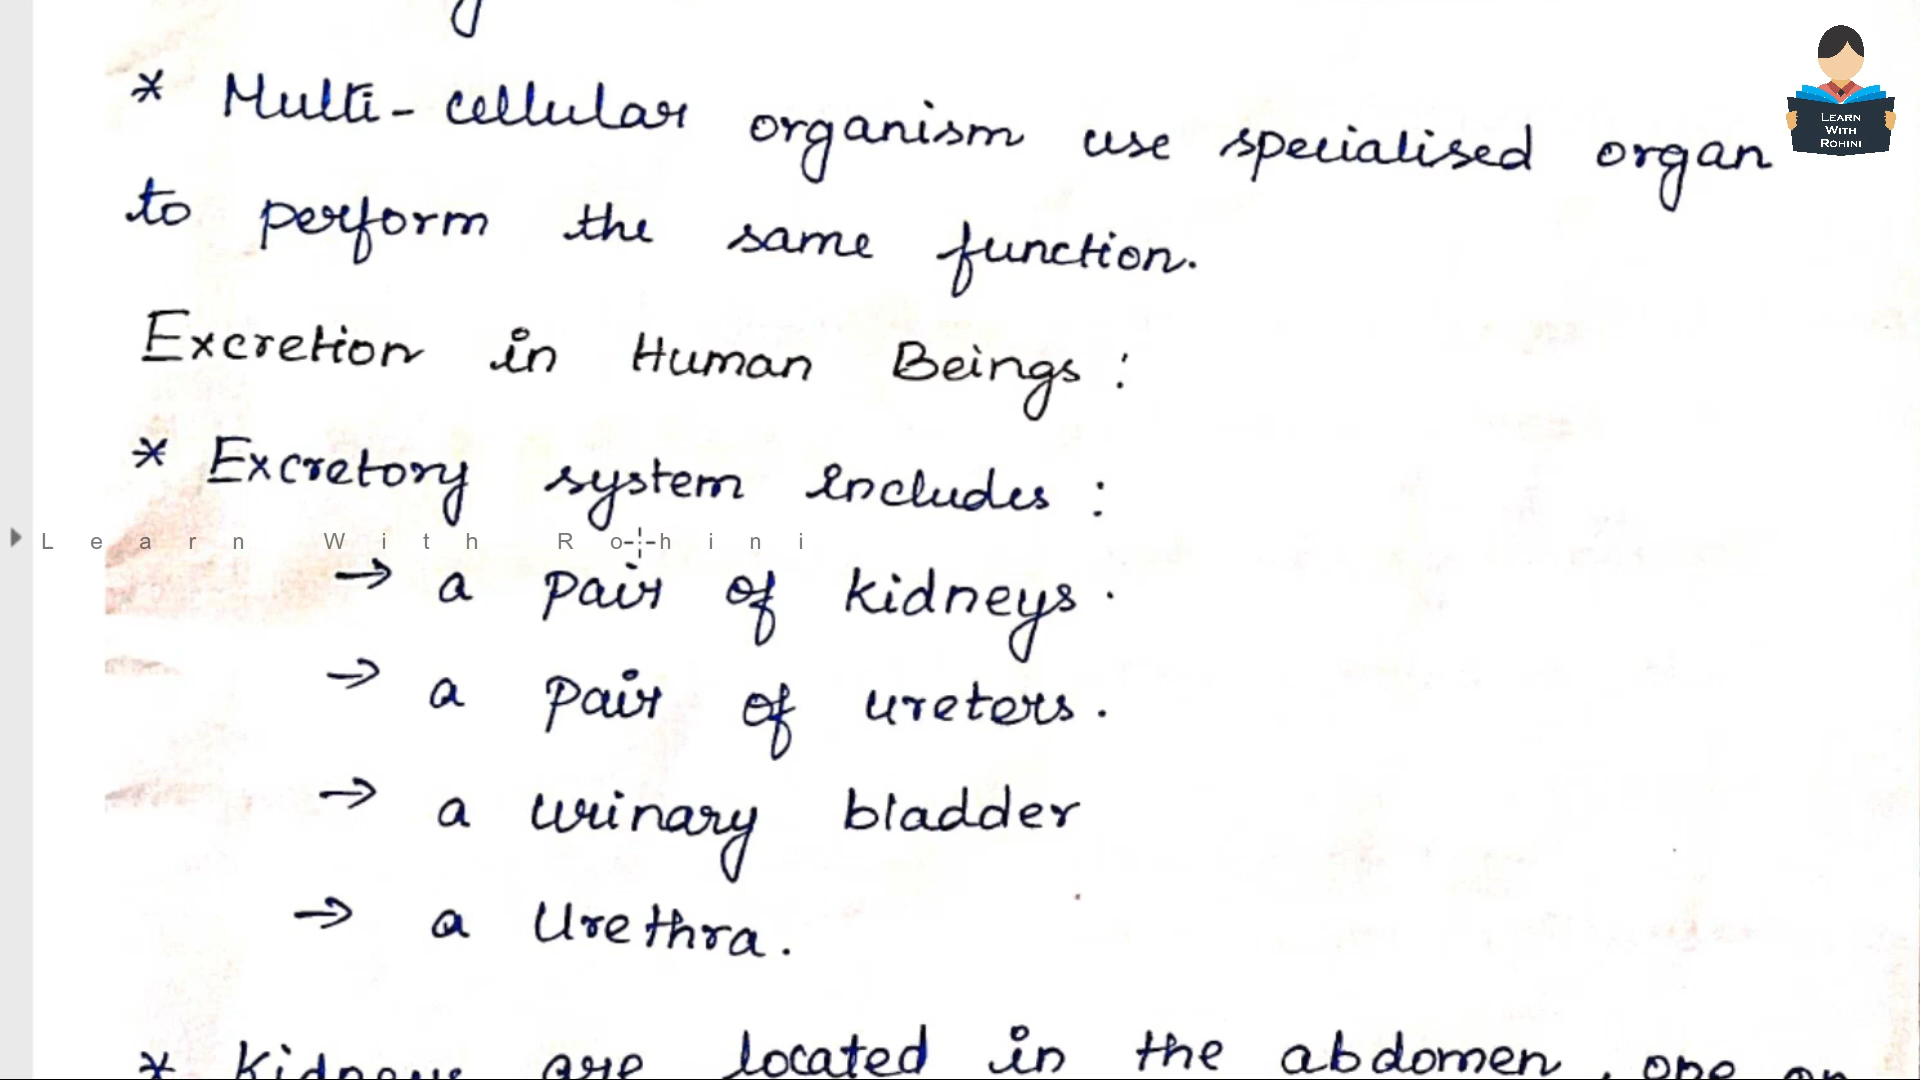 * Multi-cellular organism use specialised organ
to perform the same function.
Excretion in Human Beings :
* Excretory system includes :
→ a pair of kidneys.
→ a pair of ureters.
→ a urinary bladder
→ a Urethra.
* Kidneys are located in the abdomen, one on
LEARN
WITH
ROHINI
Learn With Rohini